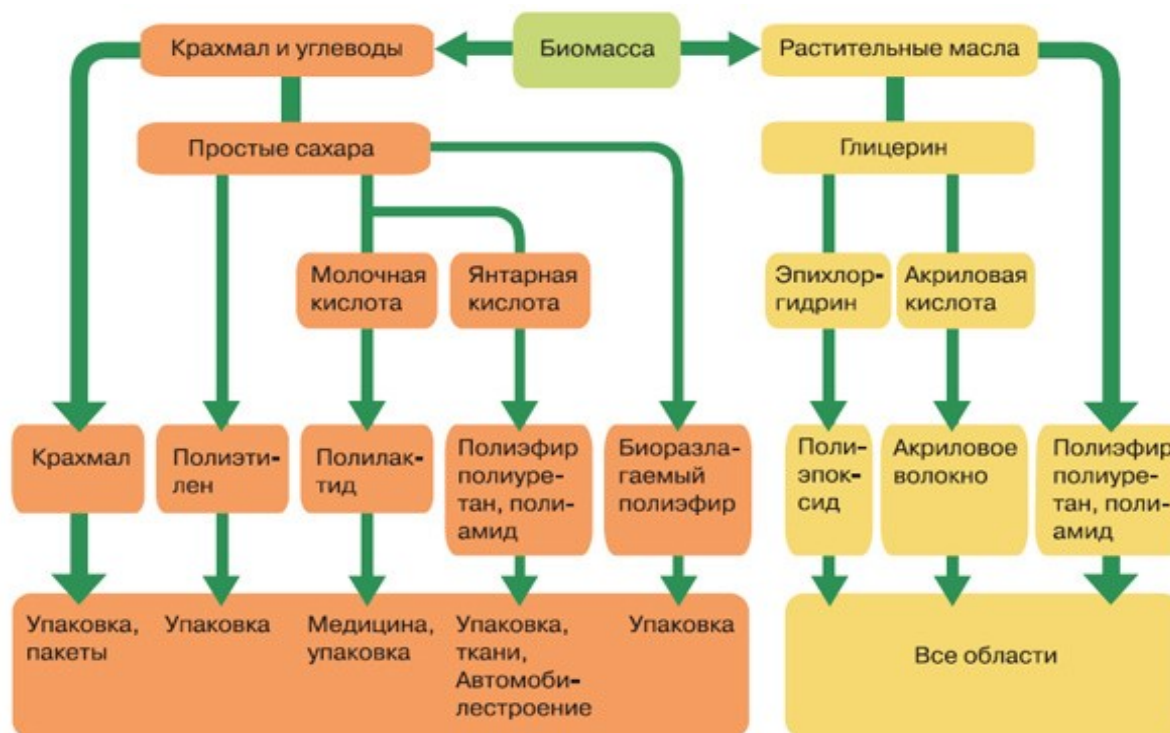 Крахмал и углеводы
Биомасса
Растительные масла
Простые сахара
Глицерин
Молочная
кислота
Янтарная
кислота
Эпихлор-
гидрин
Акриловая
кислота
Крахмал
Полиэти-
лен
Полилак-
тид
Полиэфир
полиуре-
тан, поли-
амид
Биоразла-
гаемый
полиэфир
Поли-
эпок-
сид
Акриловое
волокно
Полиэфир
полиуре-
тан, поли-
амид
Упаковка,
пакеты
Упаковка
Медицина,
упаковка
Упаковка,
ткани,
Автомоби-
лестроение
Упаковка
Все области